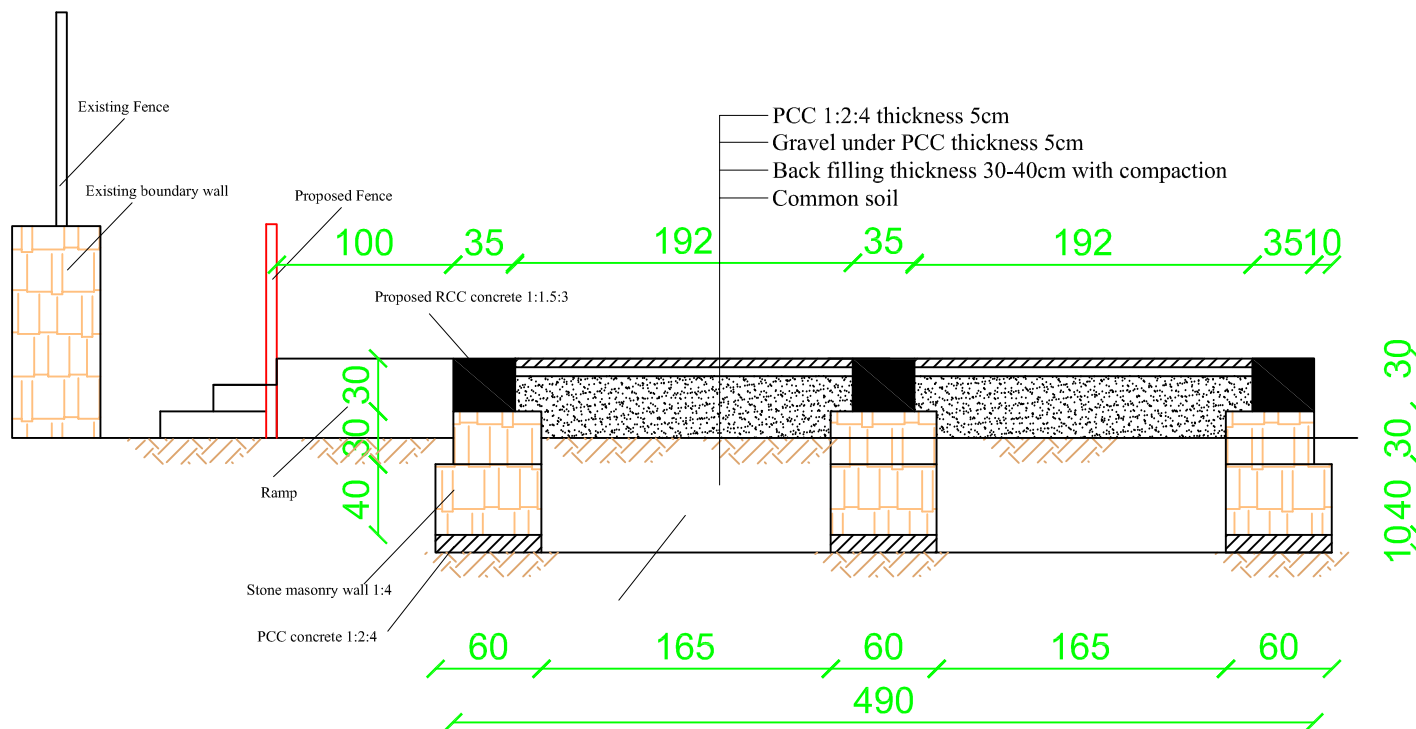 Existing Fence
PCC 1:2:4 thickness 5cm
Gravel under PCC thickness 5cm
Back filling thickness 30-40cm with compaction
Common soil
Existing boundary wall
Proposed Fence
100
35
192
35
192
35
10
Proposed RCC concrete 1:1.5:3
30
30
40
30
30
40
10
Ramp
Stone masonry wall 1:4
PCC concrete 1:2:4
60
165
60
165
60
490